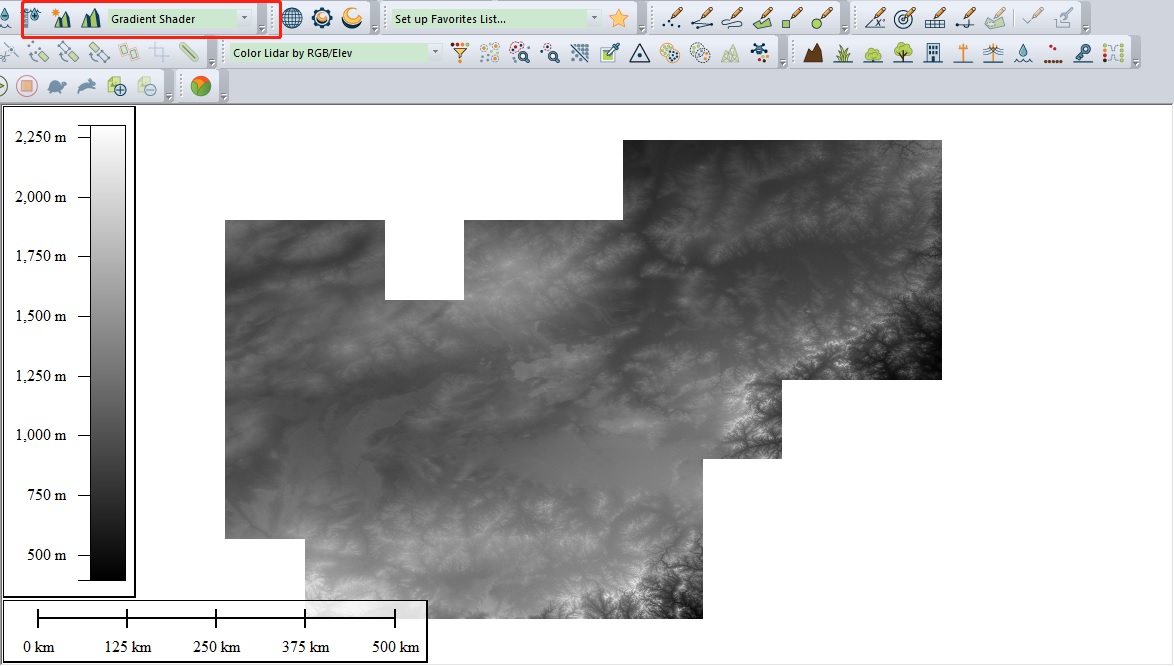 Gradient Shader
Set up Favorites List...
Color Lidar by RGB/Elev
2,250 m
2,000 m
1,750 m
1,500 m
1,250 m
1,000 m
750 m
500 m
0 km 125 km 250 km 375 km 500 km